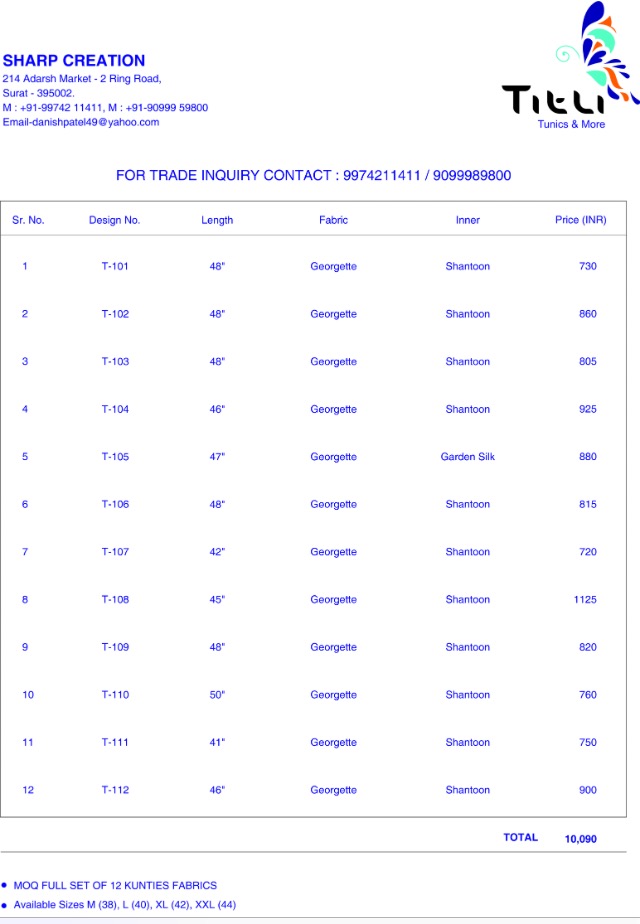 SHARP CREATION
214 Adarsh Market - 2 Ring Road,
Surat - 395002.
M : +91-99742 11411, M : +91-90999 59800
Email-danishpatel49@yahoo.com
TITLI
Tunics & More
FOR TRADE INQUIRY CONTACT : 9974211411 / 9099989800
Sr. No. Design No. Length Fabric Inner Price (INR)
1 T-101 48" Georgette Shantoon 730
2 T-102 48" Georgette Shantoon 860
3 T-103 48" Georgette Shantoon 805
4 T-104 46" Georgette Shantoon 925
5 T-105 47" Georgette Garden Silk 880
6 T-106 48" Georgette Shantoon 815
7 T-107 42" Georgette Shantoon 720
8 T-108 45" Georgette Shantoon 1125
9 T-109 48" Georgette Shantoon 820
10 T-110 50" Georgette Shantoon 760
11 T-111 41" Georgette Shantoon 750
12 T-112 46" Georgette Shantoon 900
TOTAL 10,090
• MOQ FULL SET OF 12 KUNTIES FABRICS
• Available Sizes M (38), L (40), XL (42), XXL (44)